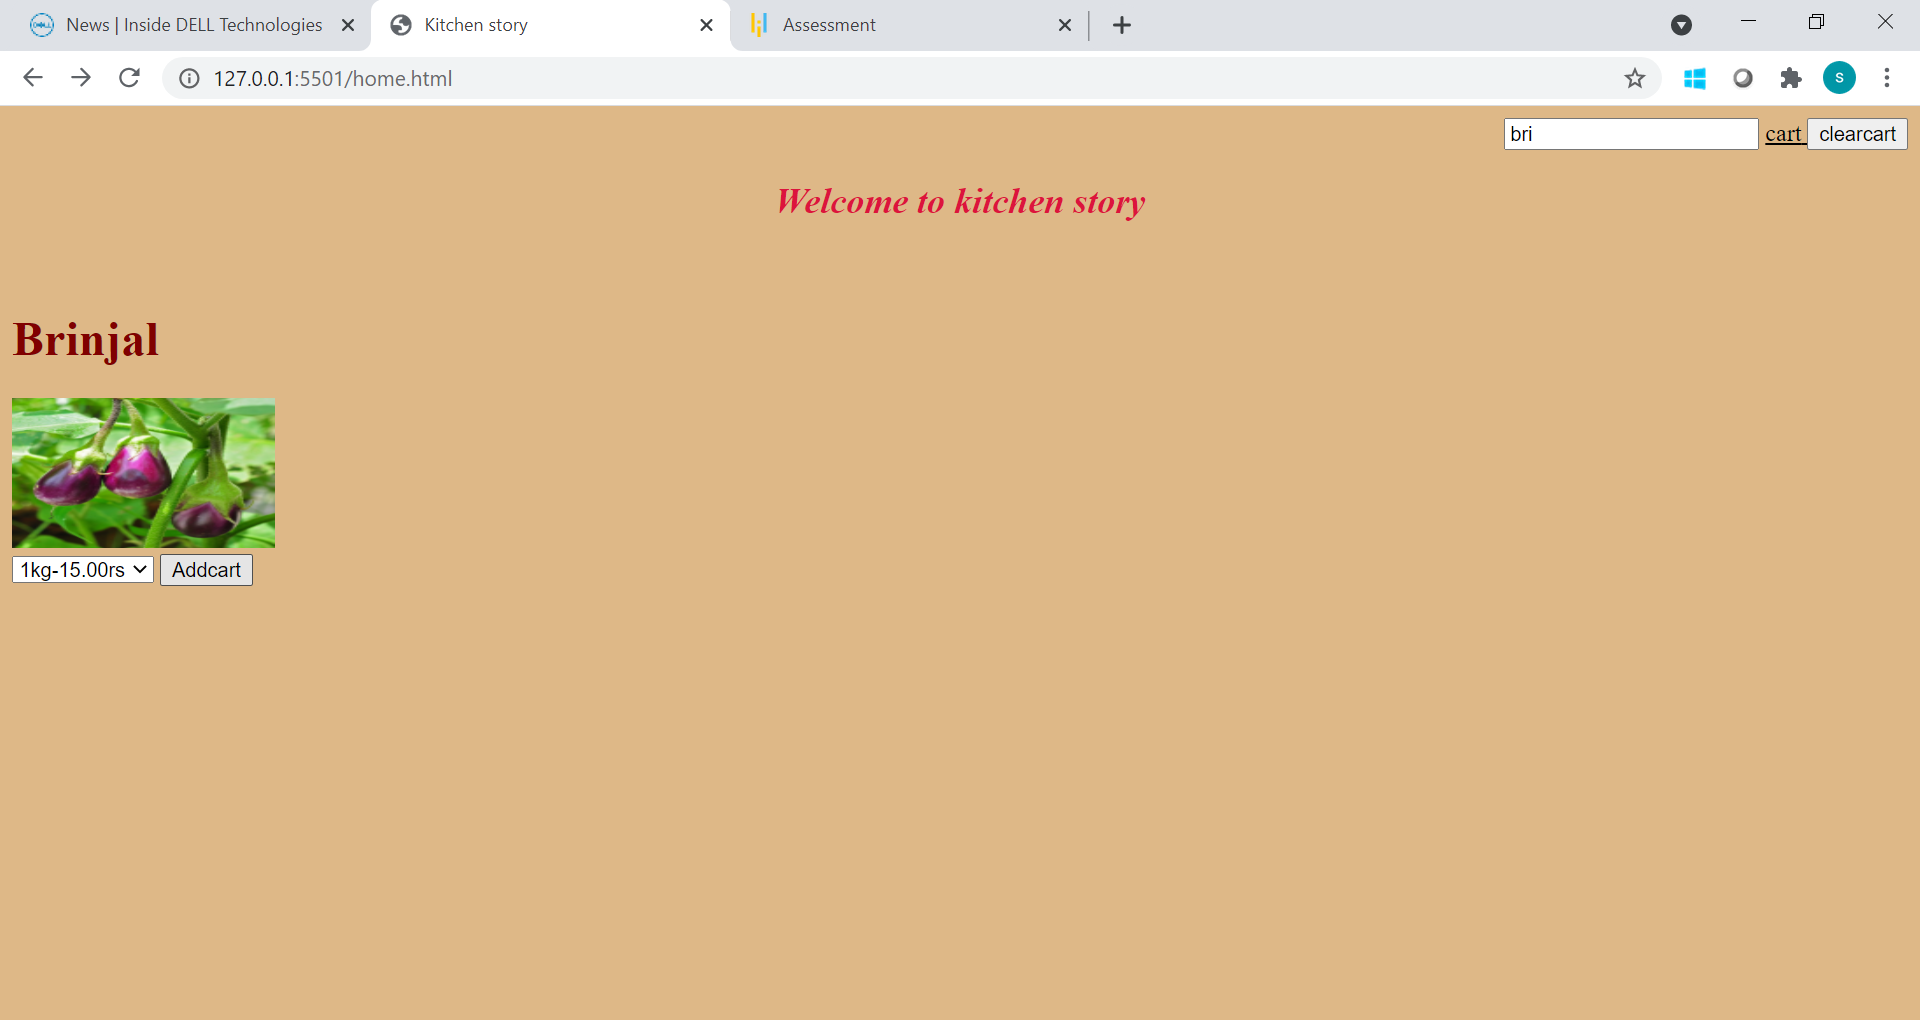 News | Inside DELL Technologies
Kitchen story
Assessment
127.0.0.1:5501/home.html
S
bri
cart
clearcart
Welcome to kitchen story
Brinjal
1kg-15.00rs
Addcart